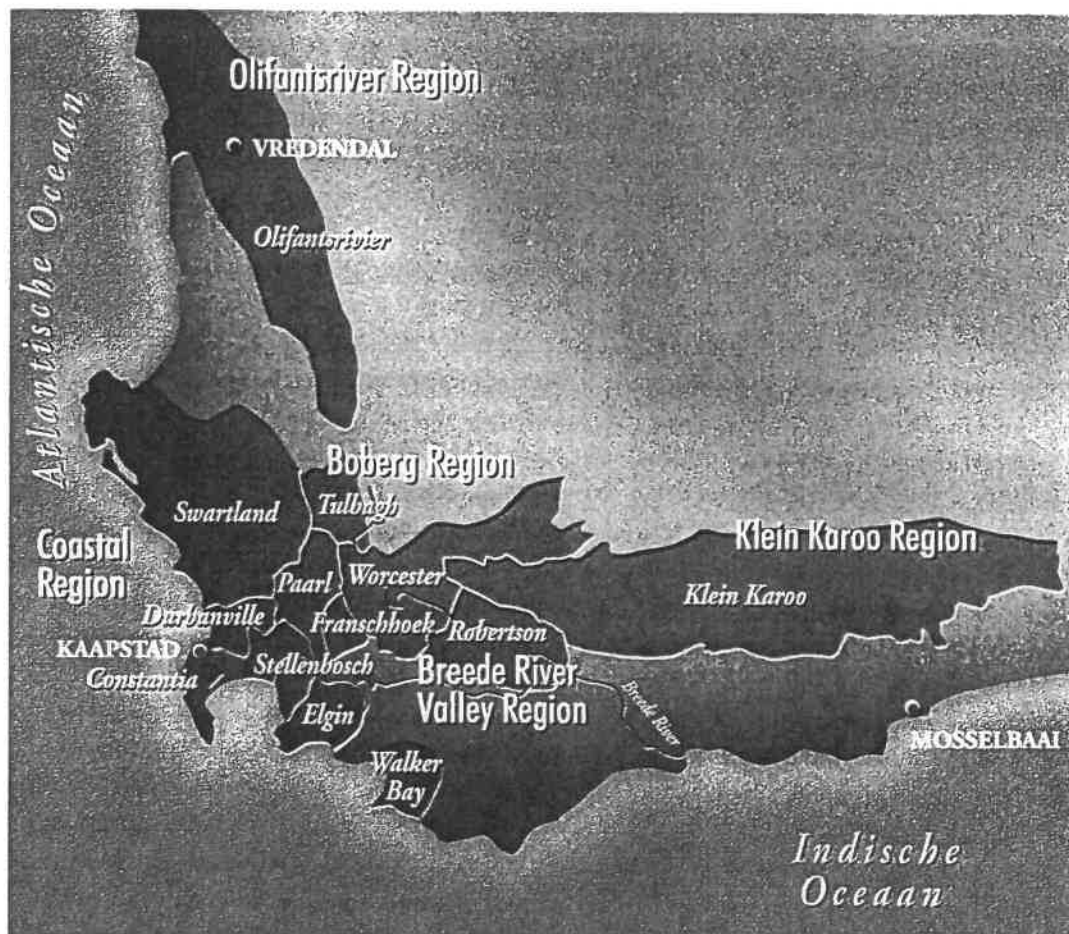 Olifantsriver Region
VREDENDAL
Atlantische Oceaan
Olifantsrivier
Boberg Region
Tulbagh
Swartland
Coastal
Region
Klein Karoo Region
Paarl
Worcester
Klein Karoo
Durbanville
Franschhoek
Robertson
KAAPSTAD
Stellenbosch
Constantia
Breede River
Valley Region
Elgin
Breede River
MOSSELBAAI
Walker
Bay
Indische
Oceaan